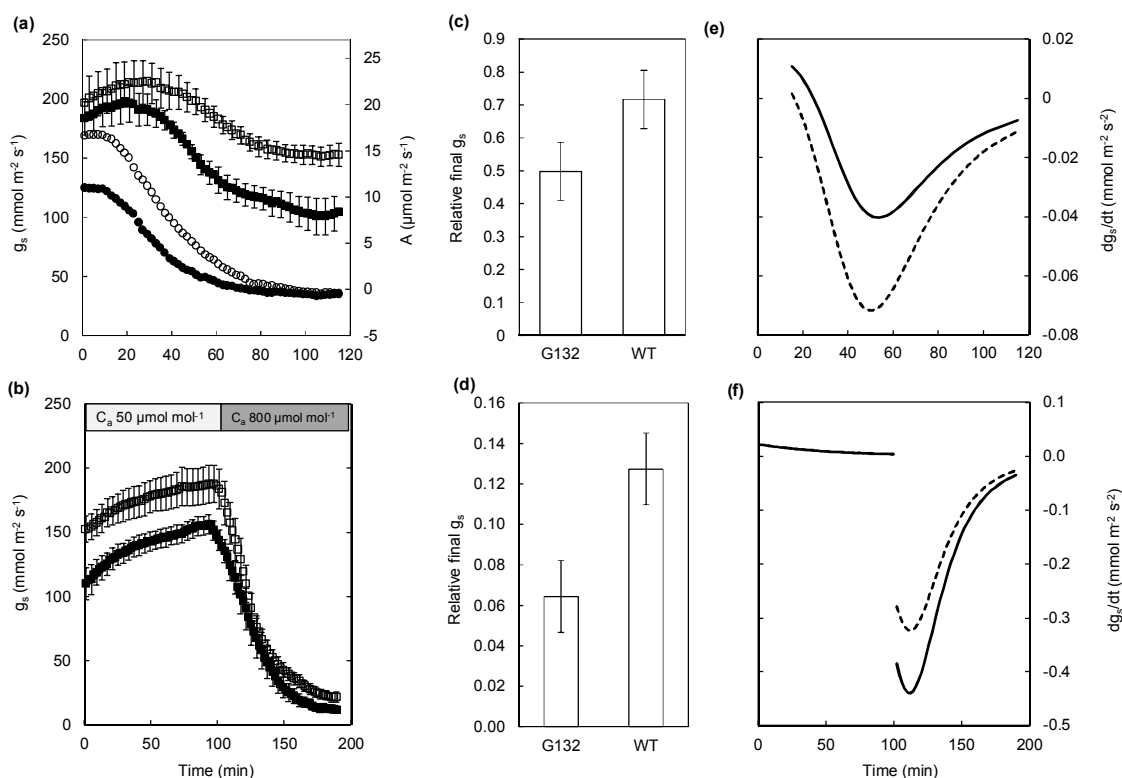 (a)
250
200
150
100
50
0
gs (mmol m-2 s-1)
25
20
15
10
5
0
-5
A (µmol m-2 s-1)
0 20 40 60 80 100 120
(c)
0.9
0.8
0.7
0.6
0.5
0.4
0.3
0.2
0.1
0
Relative final gs
G132 WT
(e)
0.02
0
-0.02
-0.04
-0.06
-0.08
dgs/dt (mmol m-2 s-2)
0 20 40 60 80 100 120
(b)
250
200
150
100
50
0
gs (mmol m-2 s-1)
Ca 50 µmol mol-1 Ca 800 µmol mol-1
0 50 100 150 200
Time (min)
(d)
0.16
0.14
0.12
0.10
0.08
0.06
0.04
0.02
0.00
Relative final gs
G132 WT
(f)
0.1
0.0
-0.1
-0.2
-0.3
-0.4
-0.5
dgs/dt (mmol m-2 s-2)
0 50 100 150 200
Time (min)